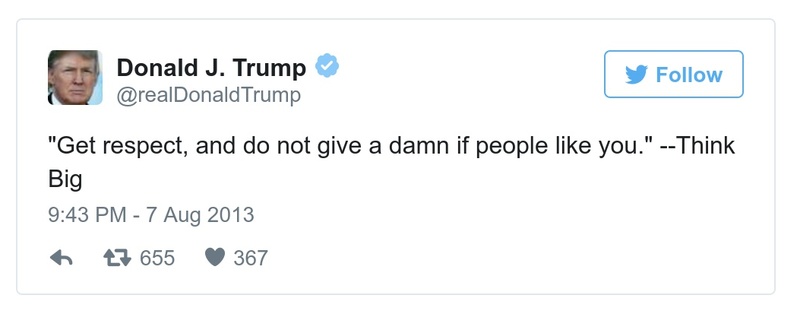 Donald J. Trump
@realDonaldTrump
Follow
"Get respect, and do not give a damn if people like you." --Think
Big
9:43 PM - 7 Aug 2013
655 367